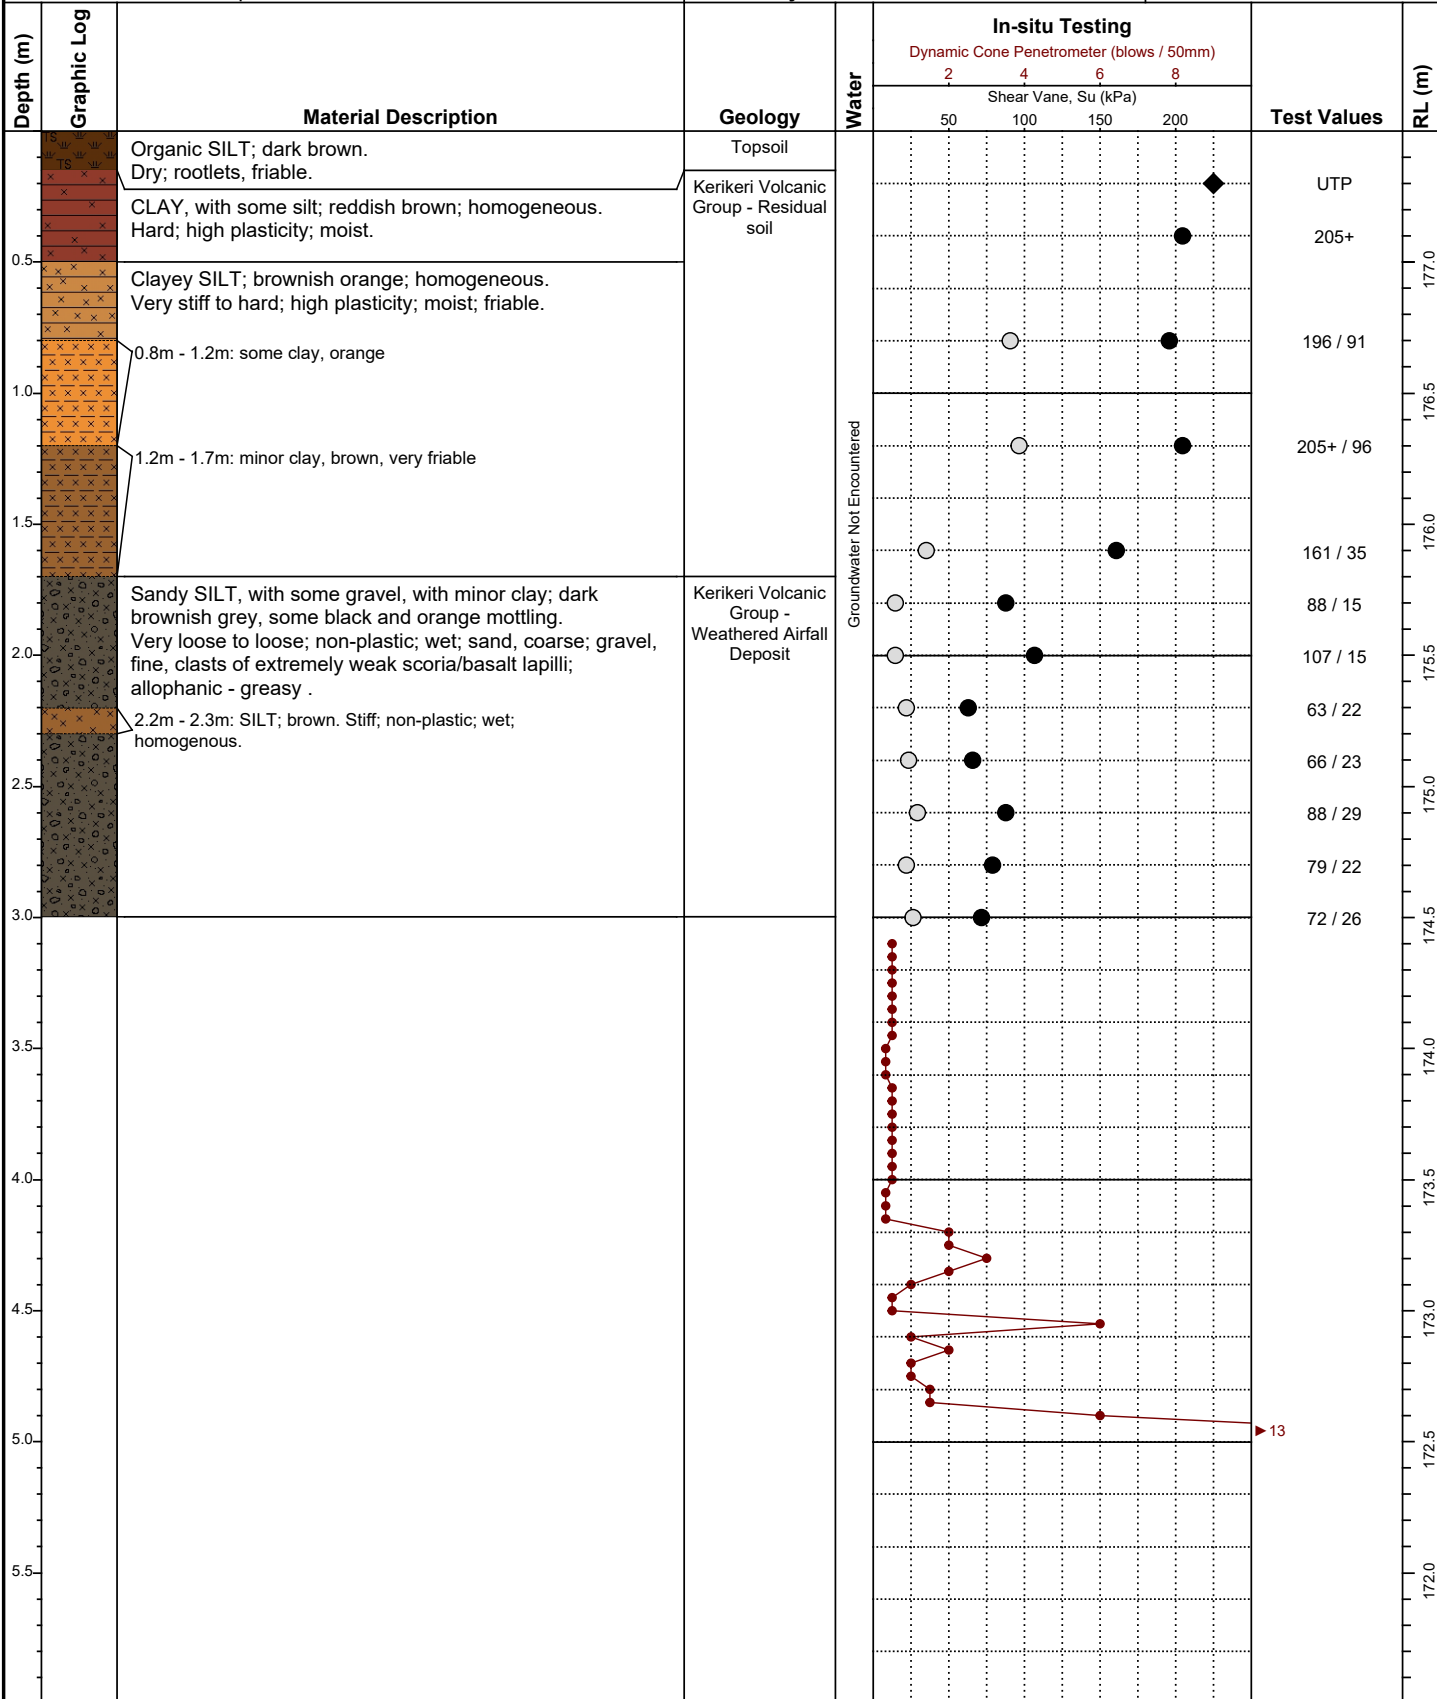 In-situ Testing
Dynamic Cone Penetrometer (blows / 50mm)
2 4 6 8
Shear Vane, Su (kPa)
50 100 150 200
Depth (m)
Graphic Log
Material Description
Geology
Water
Test Values
RL (m)
TS
TS
Organic SILT; dark brown.
Dry; rootlets, friable.
Topsoil
CLAY, with some silt; reddish brown; homogeneous.
Hard; high plasticity; moist.
Kerikeri Volcanic
Group - Residual
soil
Clayey SILT; brownish orange; homogeneous.
Very stiff to hard; high plasticity; moist; friable.
0.8m - 1.2m: some clay, orange
1.2m - 1.7m: minor clay, brown, very friable
Sandy SILT, with some gravel, with minor clay; dark
brownish grey, some black and orange mottling.
Very loose to loose; non-plastic; wet; sand, coarse; gravel,
fine, clasts of extremely weak scoria/basalt lapilli;
allophanic - greasy .
Kerikeri Volcanic
Group -
Weathered Airfall
Deposit
2.2m - 2.3m: SILT; brown. Stiff; non-plastic; wet;
homogenous.
0.5
1.0
1.5
2.0
2.5
3.0
3.5
4.0
4.5
5.0
5.5
Groundwater Not Encountered
UTP
205+
196 / 91
205+ / 96
161 / 35
88 / 15
107 / 15
63 / 22
66 / 23
88 / 29
79 / 22
72 / 26
13
177.0
176.5
176.0
175.5
175.0
174.5
174.0
173.5
173.0
172.5
172.0